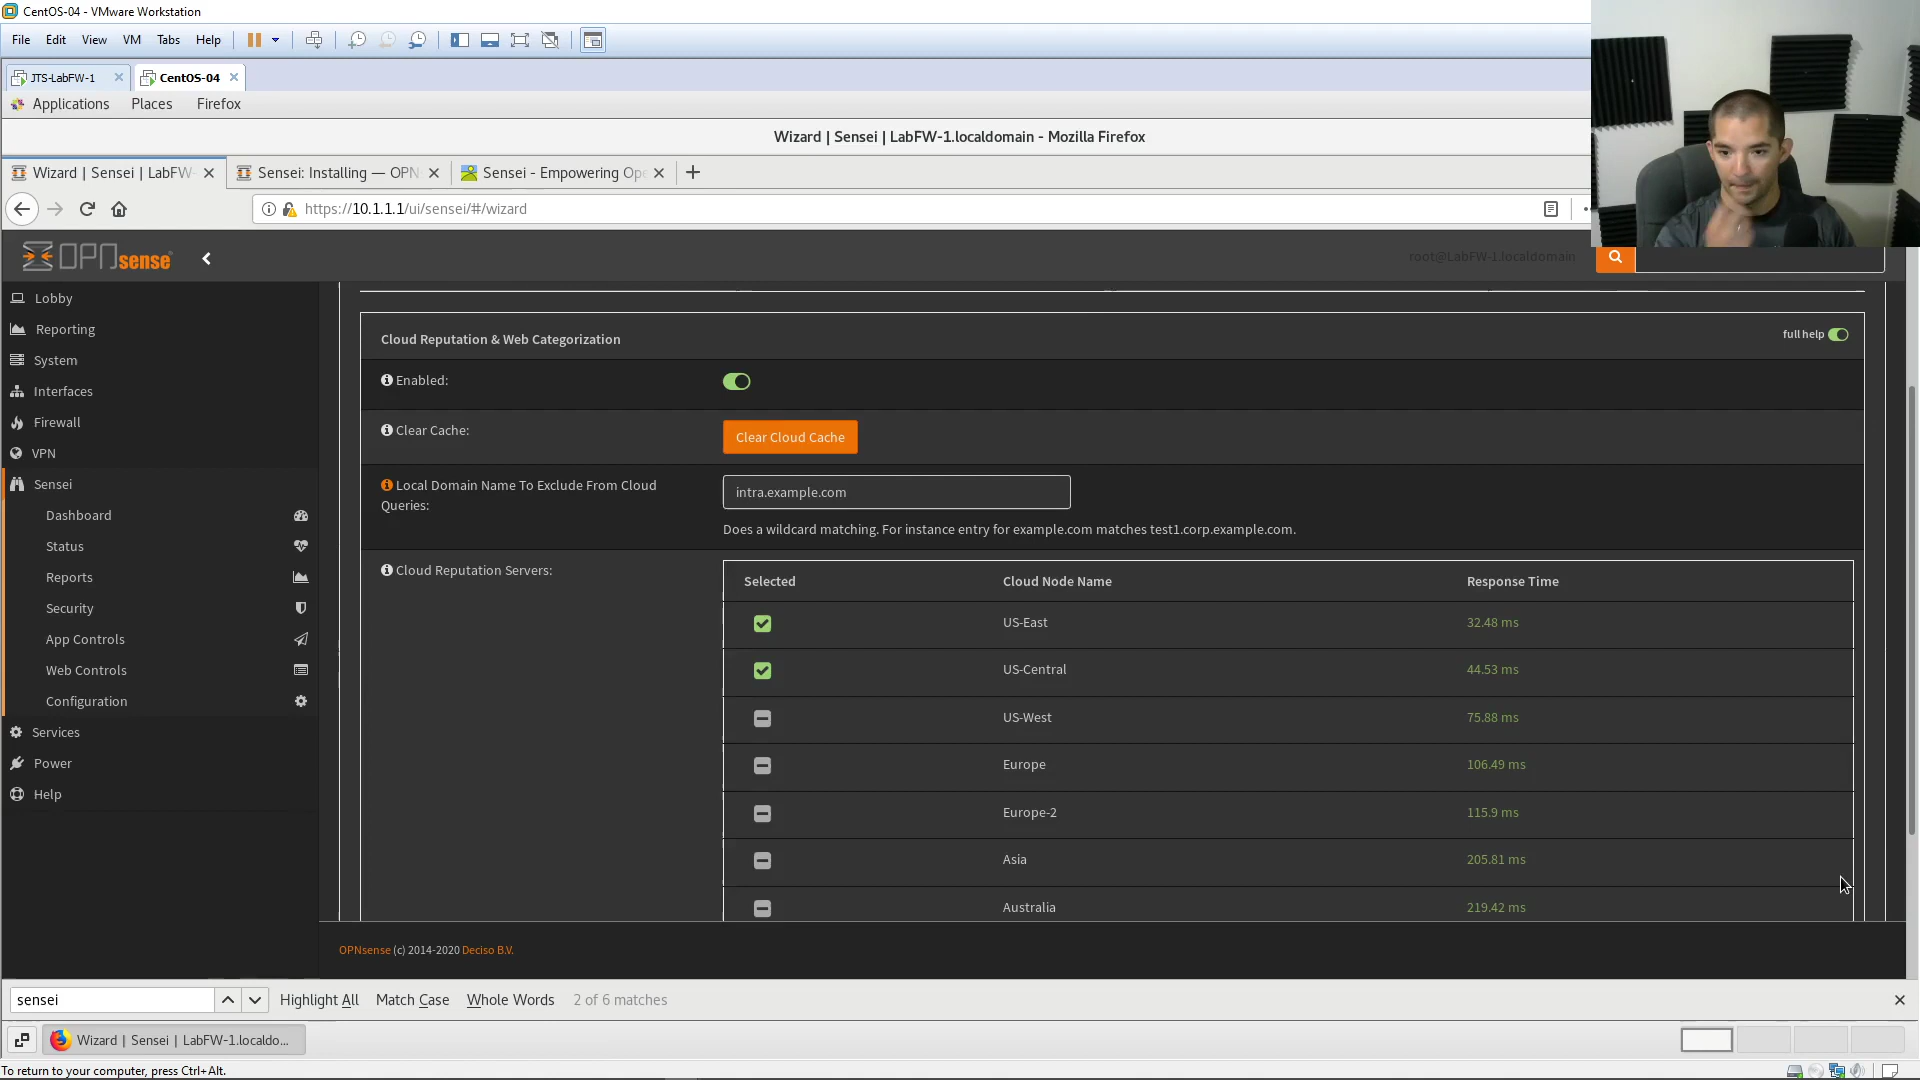 CentOS-04 - VMware Workstation
File Edit View VM Tabs Help
JTS-LabFW-1 CentOS-04
Applications Places Firefox
Wizard | Sensei | LabFW-1.localdomain - Mozilla Firefox
Wizard | Sensei | LabFW- Sensei: Installing — OPN Sensei - Empowering Ope
https://10.1.1.1/ui/sensei/#/wizard
OPNsense
root@LabFW-1.localdomain
Lobby
Reporting
System
Interfaces
Firewall
VPN
Sensei
Dashboard
Status
Reports
Security
App Controls
Web Controls
Configuration
Services
Power
Help
Cloud Reputation & Web Categorization
full help
Enabled:
Clear Cache:
Clear Cloud Cache
Local Domain Name To Exclude From Cloud
Queries:
intra.example.com
Does a wildcard matching. For instance entry for example.com matches test1.corp.example.com.
Cloud Reputation Servers:
Selected Cloud Node Name Response Time
US-East 32.48 ms
US-Central 44.53 ms
US-West 75.88 ms
Europe 106.49 ms
Europe-2 115.9 ms
Asia 205.81 ms
Australia 219.42 ms
OPNsense (c) 2014-2020 Deciso B.V.
sensei Highlight All Match Case Whole Words 2 of 6 matches
Wizard | Sensei | LabFW-1.localdo...
To return to your computer, press Ctrl+Alt.